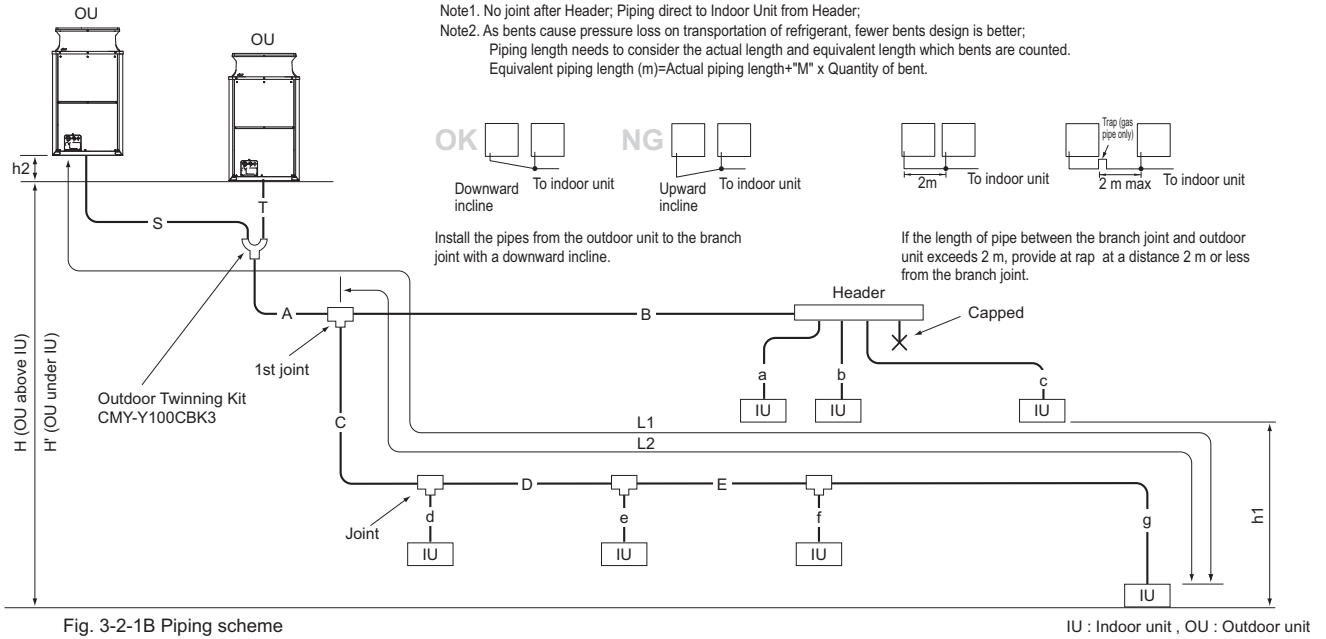 OU
OU
Note1. No joint after Header; Piping direct to Indoor Unit from Header;
Note2. As bents cause pressure loss on transportation of refrigerant, fewer bents design is better;
Piping length needs to consider the actual length and equivalent length which bents are counted.
Equivalent piping length (m)=Actual piping length+"M" x Quantity of bent.
OK
NG
Downward
incline
To indoor unit
Upward
incline
To indoor unit
2m
To indoor unit
Trap (gas
pipe only)
2 m max
To indoor unit
Install the pipes from the outdoor unit to the branch
joint with a downward incline.
If the length of pipe between the branch joint and outdoor
unit exceeds 2 m, provide at rap at a distance 2 m or less
from the branch joint.
h2
S
T
H (OU above IU)
H' (OU under IU)
Outdoor Twinning Kit
CMY-Y100CBK3
A
1st joint
B
Header
Capped
a
b
c
IU
IU
IU
C
L1
L2
h1
Joint
D
E
d
e
f
g
IU
IU
IU
IU
Fig. 3-2-1B Piping scheme
IU : Indoor unit , OU : Outdoor unit